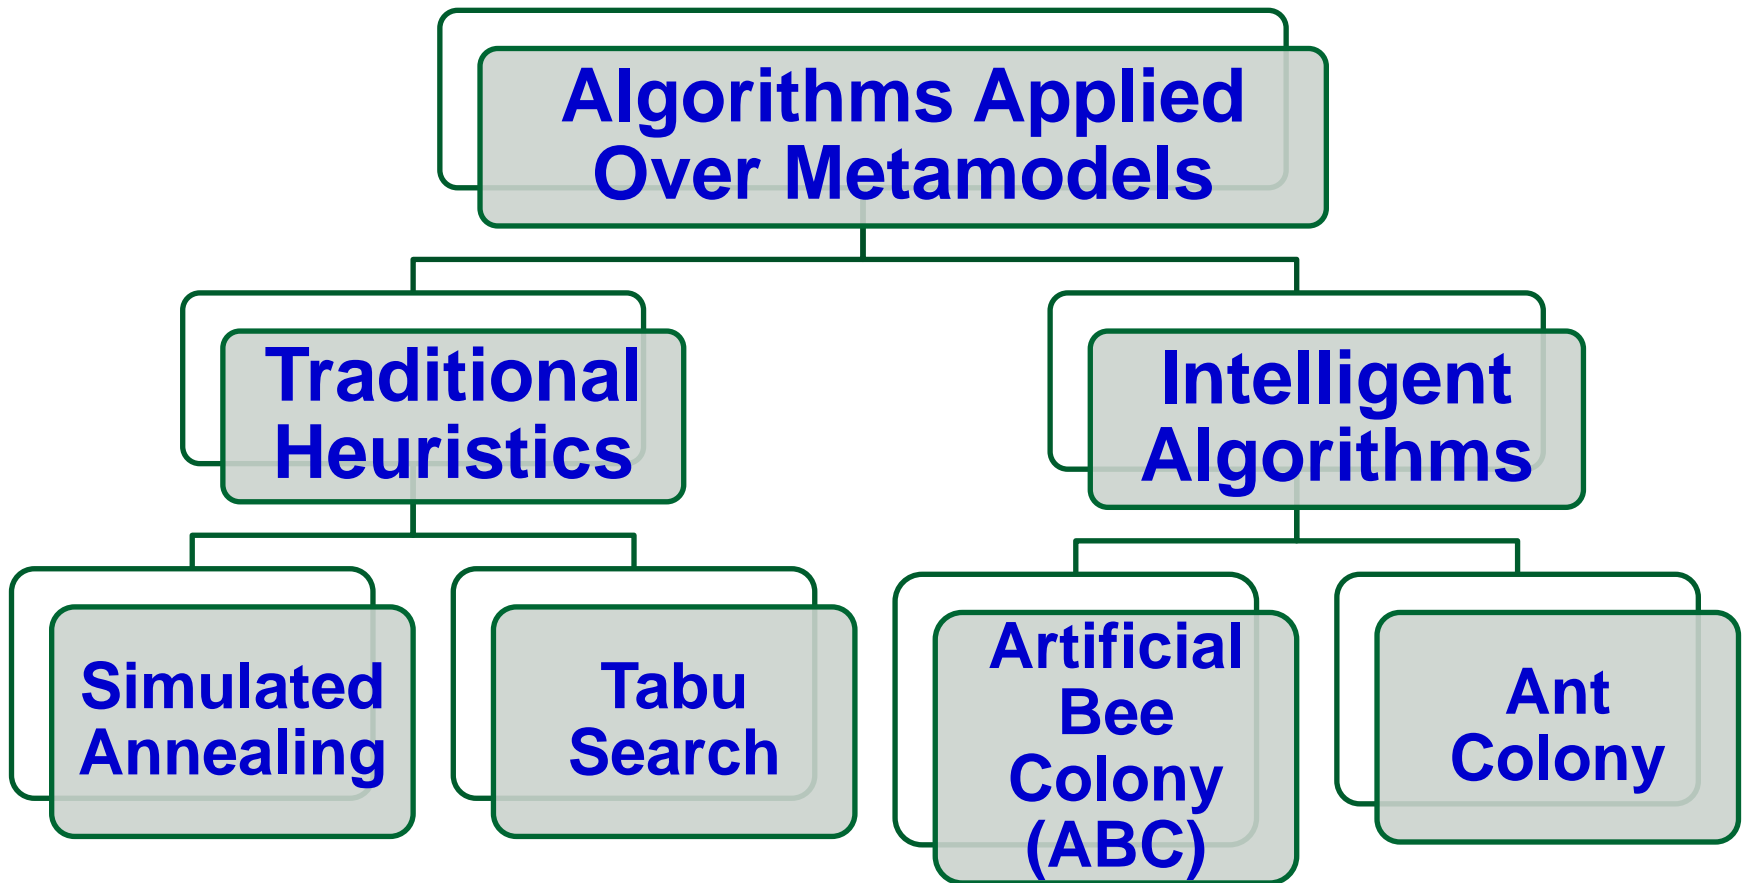 Algorithms Applied
Over Metamodels
Traditional
Heuristics
Intelligent
Algorithms
Simulated
Annealing
Tabu
Search
Artificial
Bee
Colony
(ABC)
Ant
Colony